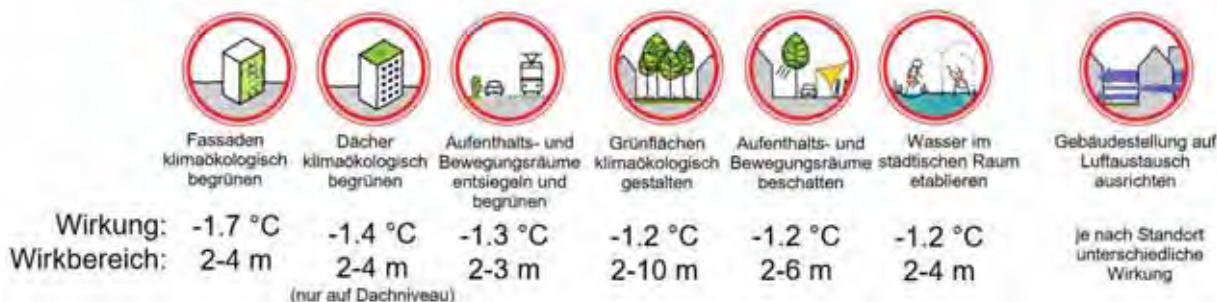 Fassaden
klimaökologisch
begrünen
Dächer
klimaökologisch
begrünen
Aufenthalts- und
Bewegungsräume
entsiegeln und
begrünen
Grünflächen
klimaökologisch
gestalten
Aufenthalts- und
Bewegungsräume
beschatten
Wasser im
städtischen Raum
etablieren
Gebäudestellung auf
Luftaustausch
ausrichten
Wirkung: -1.7 °C -1.4 °C -1.3 °C -1.2 °C -1.2 °C -1.2 °C
Wirkbereich: 2-4 m 2-4 m 2-3 m 2-10 m 2-6 m 2-4 m
(nur auf Dachniveau)
je nach Standort
unterschiedliche
Wirkung